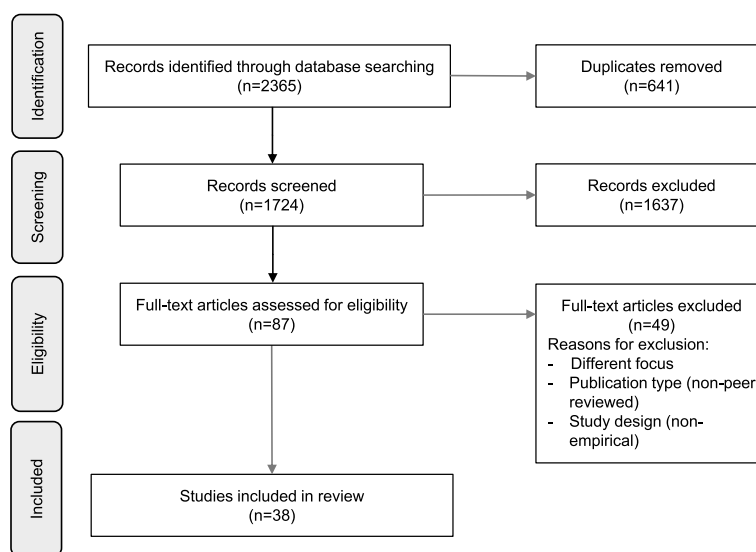 Identification
Records identified through database searching
(n=2365)
Duplicates removed
(n=641)
Screening
Records screened
(n=1724)
Records excluded
(n=1637)
Eligibility
Full-text articles assessed for eligibility
(n=87)
Full-text articles excluded
(n=49)
Reasons for exclusion:
- Different focus
- Publication type (non-peer
reviewed)
- Study design (non-
empirical)
Included
Studies included in review
(n=38)